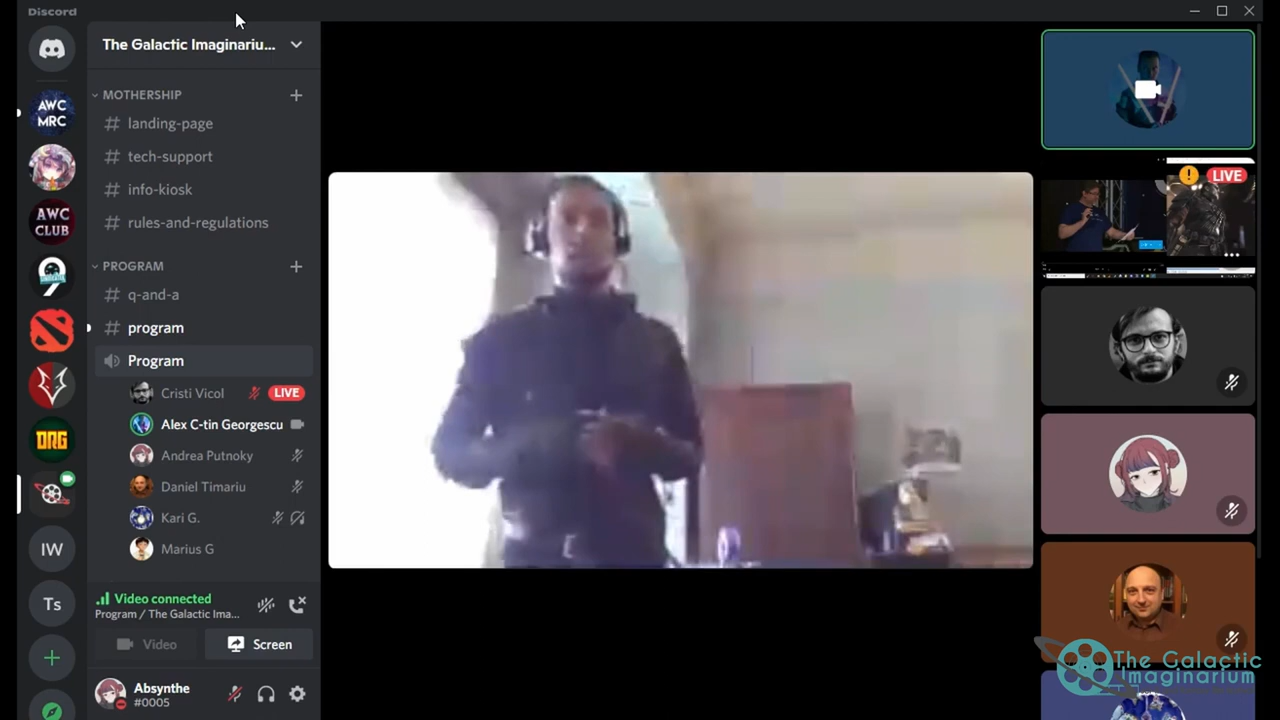 Discord
AWC
MRC
AWC
CLUB
9
DRG
IW
Ts
The Galactic Imaginariu...
MOTHERSHIP
# landing-page
# tech-support
# info-kiosk
# rules-and-regulations
PROGRAM
# q-and-a
# program
Program
Cristi Vicol LIVE
Alex C-tin Georgescu
Andrea Putnoky
Daniel Timariu
Kari G.
Marius G
Video connected
Program / The Galactic Ima...
Video
Screen
Absynthe
#0005
LIVE
The Galactic
Imaginarium